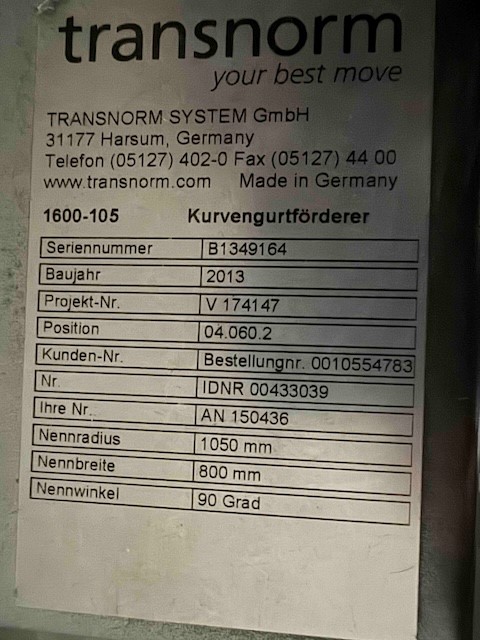 transnorm
your best move
TRANSNORM SYSTEM GmbH
31177 Harsum, Germany
Telefon (05127) 402-0 Fax (05127) 44 00
www.transnorm.com Made in Germany
1600-105 Kurvengurtförderer
Seriennummer B1349164
Baujahr 2013
Projekt-Nr. V 174147
Position 04.060.2
Kunden-Nr. Bestellungnr. 0010554783
Nr. IDNR 00433039
Ihre Nr. AN 150436
Nennradius 1050 mm
Nennbreite 800 mm
Nennwinkel 90 Grad